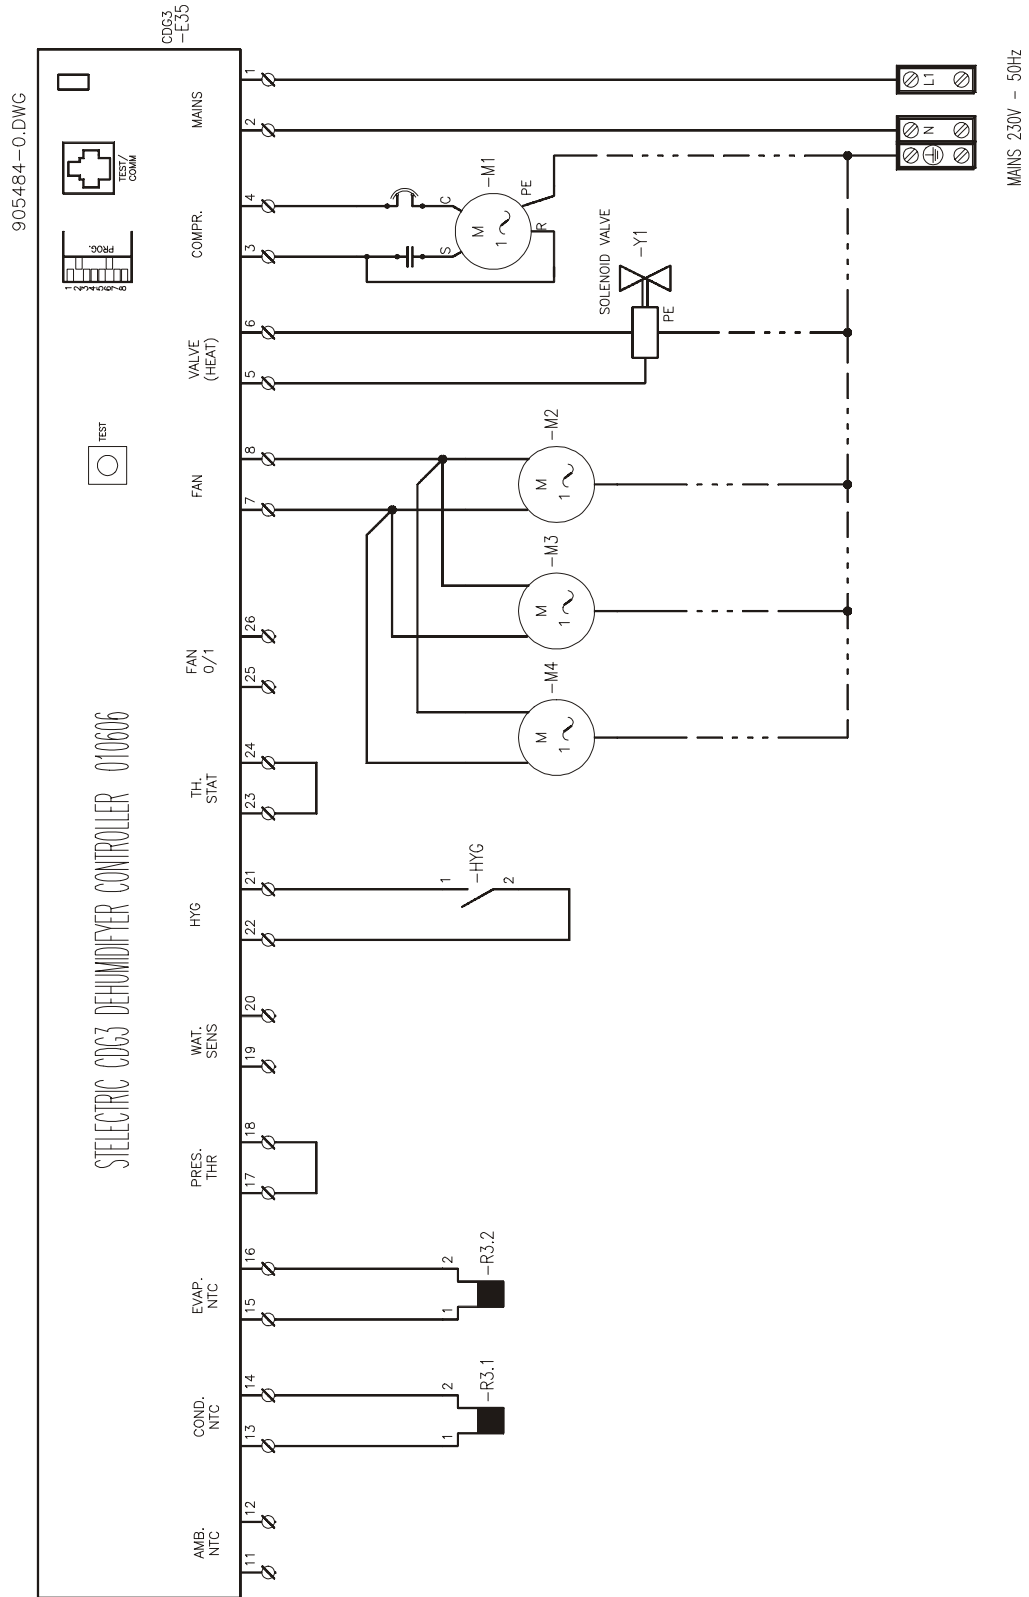 905484-0.DWG
CDG3
-E35
STELECTRIC CDG3 DEHUMIDIFYER CONTROLLER 010606
TEST/
COMM
PROG.
1 2 3 4 5 6 7 8
TEST
AMB.
NTC
11 12
COND.
NTC
13 14
1 2
-R3.1
EVAP.
NTC
15 16
1 2
-R3.2
PRES.
THR
17 18
WAT.
SENS
19 20
HYG
22 21
1
-HYG
2
TH.
STAT
23 24
FAN
0/1
25 26
FAN
7 8
M
1
-M4
M
1
-M3
M
1
-M2
VALVE
(HEAT)
5 6
SOLENOID VALVE
-Y1
PE
COMPR.
3 4
S C
M
1
-M1
R PE
MAINS
2 1
L1
N
MAINS 230V - 50Hz